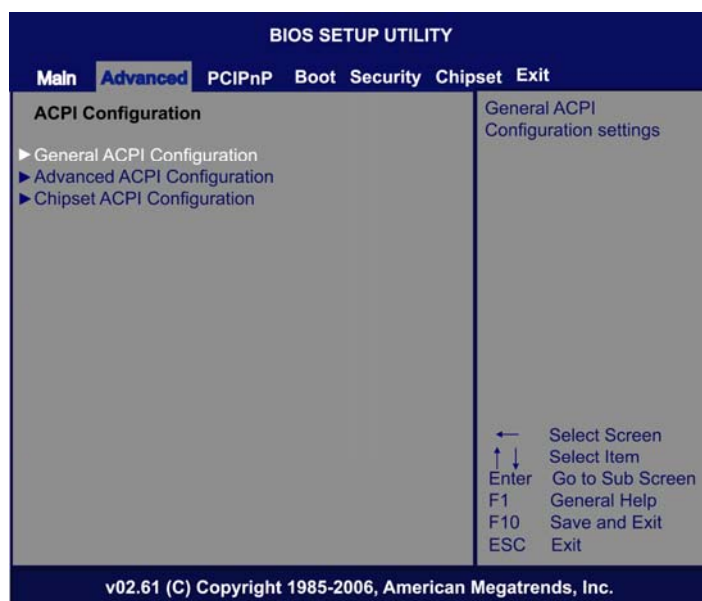 BIOS SETUP UTILITY
Main Advanced PCIPnP Boot Security Chipset Exit
ACPI Configuration
►General ACPI Configuration
►Advanced ACPI Configuration
►Chipset ACPI Configuration
General ACPI
Configuration settings
← Select Screen
↑↓ Select Item
Enter Go to Sub Screen
F1 General Help
F10 Save and Exit
ESC Exit
v02.61 (C) Copyright 1985-2006, American Megatrends, Inc.